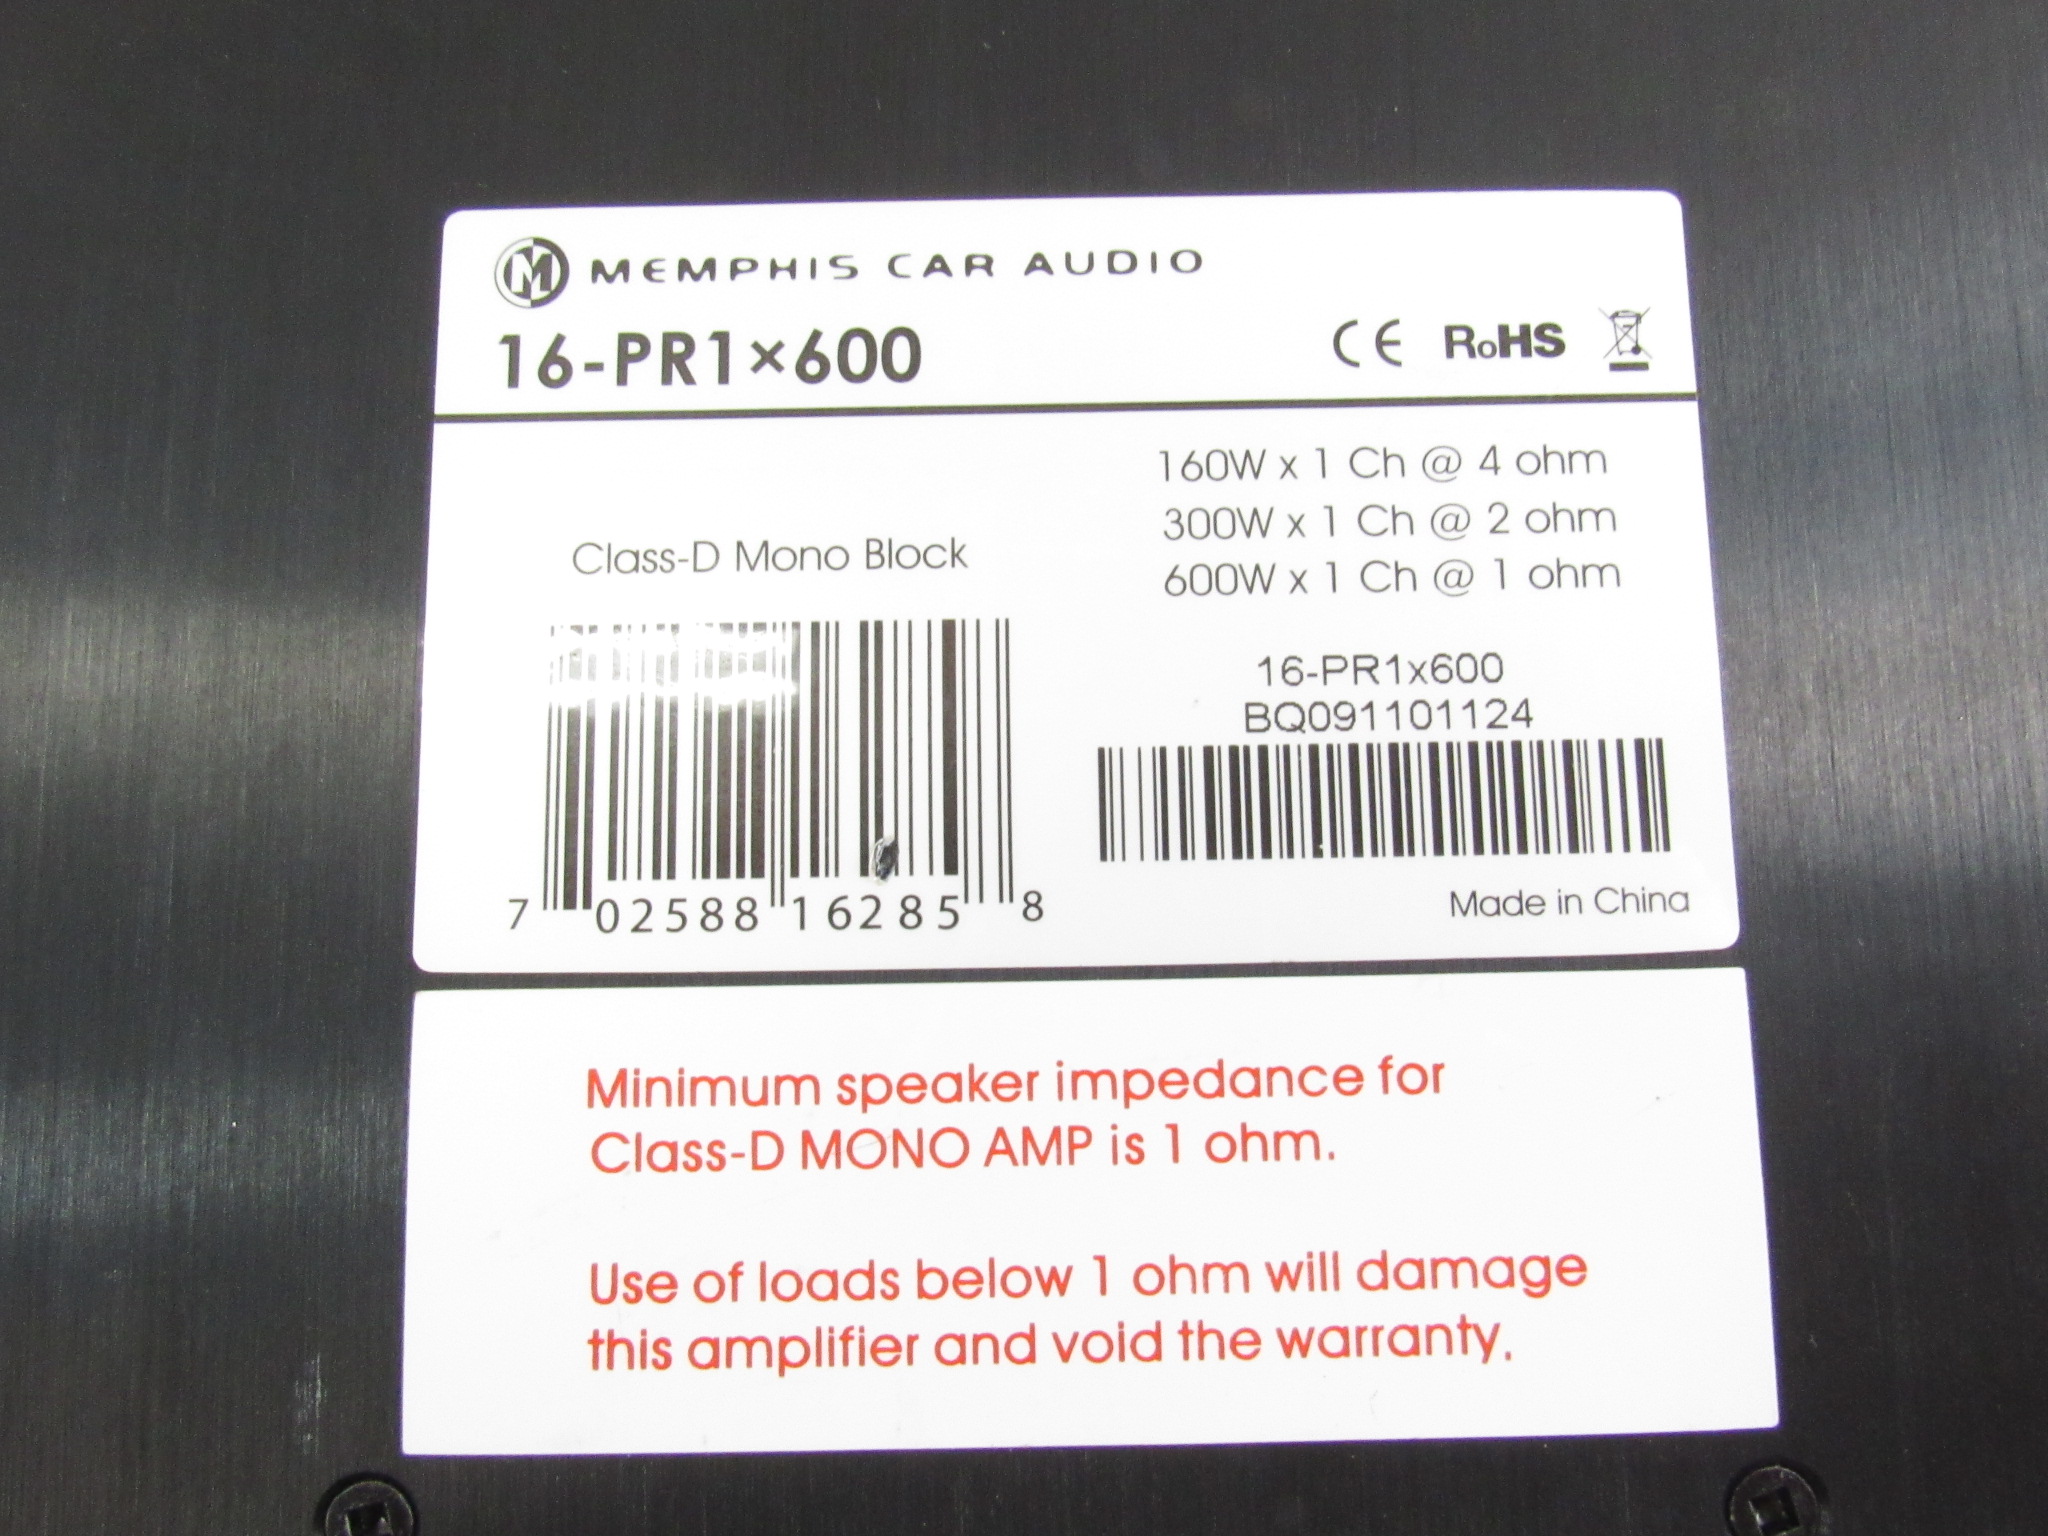 M MEMPHIS CAR AUDIO
16-PR1×600
CE RoHS
160W x 1 Ch @ 4 ohm
300W x 1 Ch @ 2 ohm
600W x 1 Ch @ 1 ohm
Class-D Mono Block
16-PR1x600
BQ091101124
7 02588 16285 8
Made in China
Minimum speaker impedance for
Class-D MONO AMP is 1 ohm.
Use of loads below 1 ohm will damage
this amplifier and void the warranty.